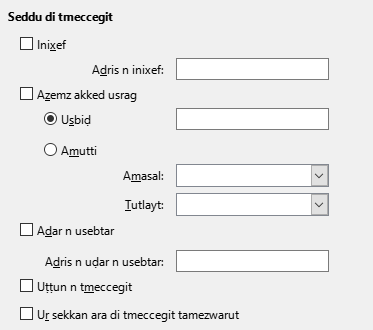 Seddu di tmeccegit
Inixef
Adris n inixef:
Azemz akked usrag
Usbiḍ
Amutti
Amasal:
Tutlayt:
Aḍar n usebtar
Adris n uḍar n usebtar:
Uṭṭun n tmeccegit
Ur sekkan ara di tmeccegit tamezwarut